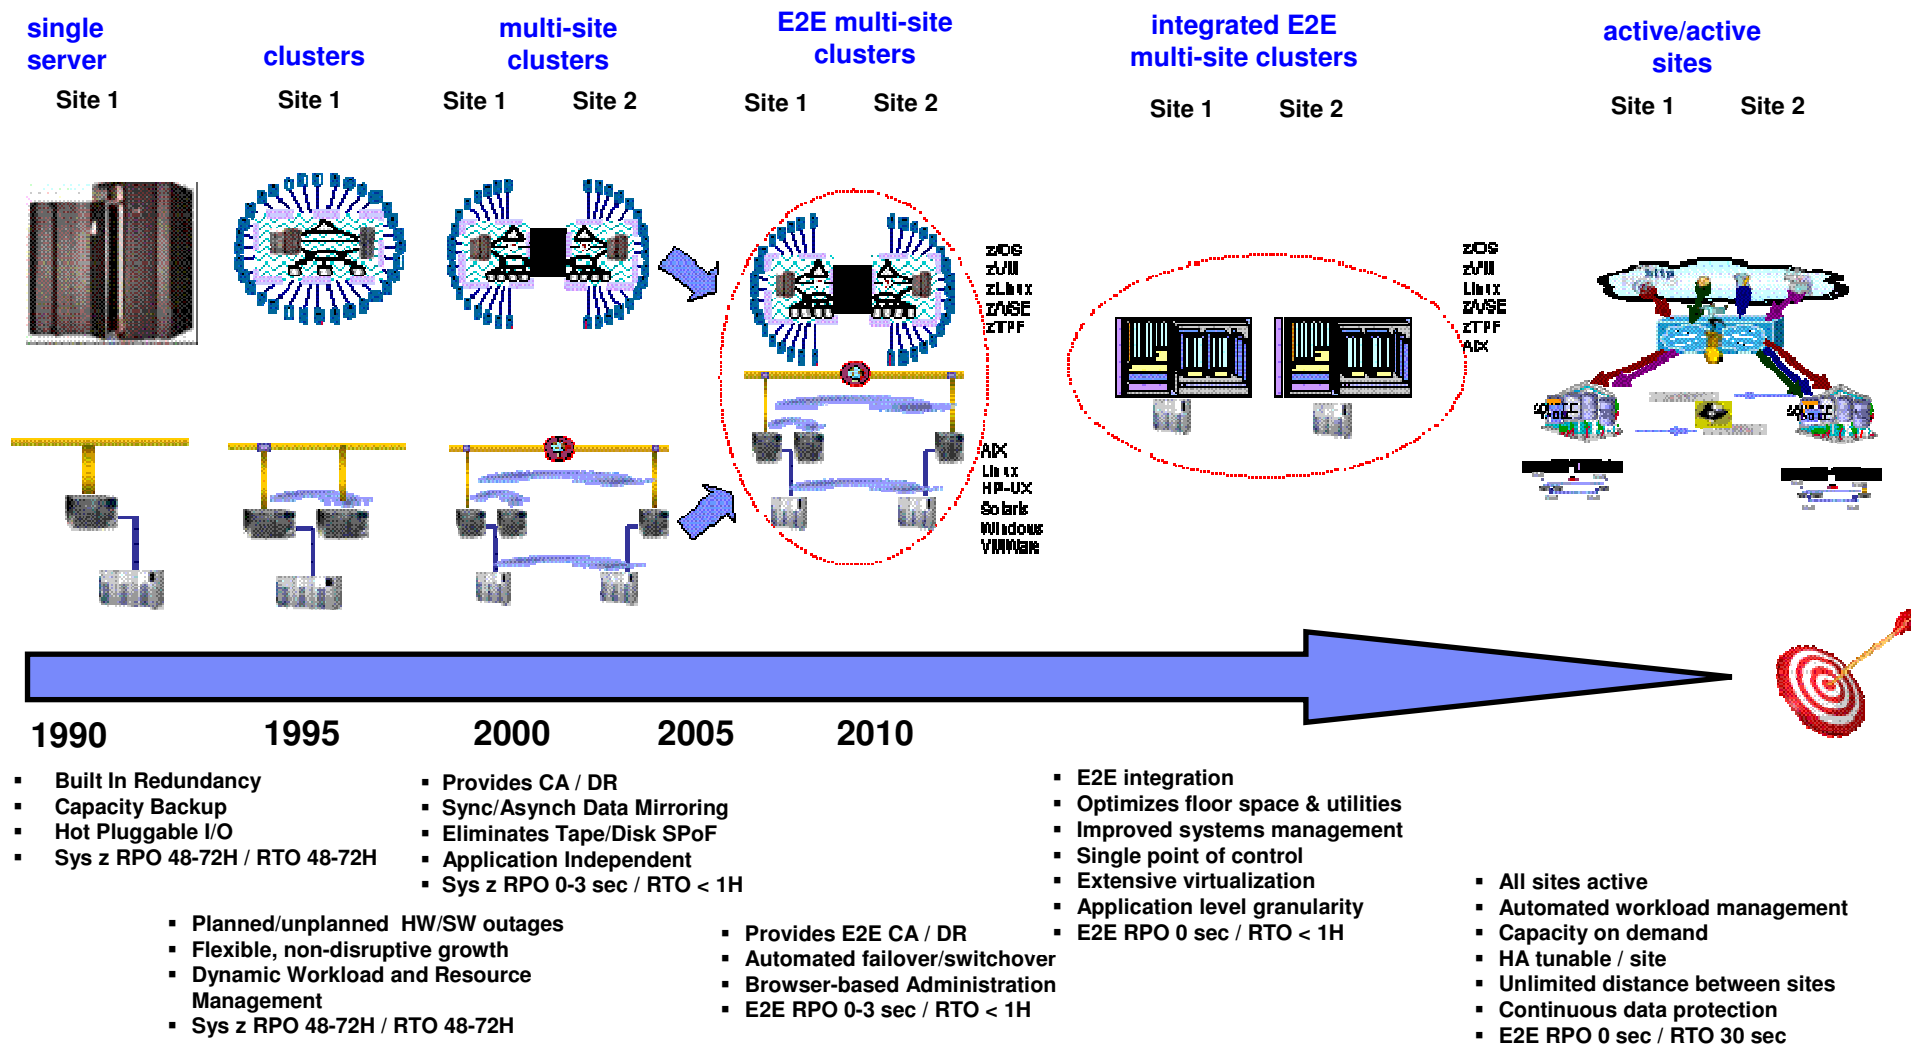 single
server
clusters
multi-site
clusters
E2E multi-site
clusters
integrated E2E
multi-site clusters
active/active
sites
Site 1
Site 1
Site 1 Site 2
Site 1 Site 2
Site 1 Site 2
Site 1 Site 2
z/OS
z/VM
zLinux
z/VSE
zTPF
AIX
Linux
HP-UX
Solaris
Windows
VMWare
z/OS
z/VM
Linux
z/VSE
zTPF
AIX
http
1990 1995 2000 2005 2010
▪ Built In Redundancy
▪ Capacity Backup
▪ Hot Pluggable I/O
▪ Sys z RPO 48-72H / RTO 48-72H
▪ Planned/unplanned HW/SW outages
▪ Flexible, non-disruptive growth
▪ Dynamic Workload and Resource
Management
▪ Sys z RPO 48-72H / RTO 48-72H
▪ Provides CA / DR
▪ Sync/Asynch Data Mirroring
▪ Eliminates Tape/Disk SPoF
▪ Application Independent
▪ Sys z RPO 0-3 sec / RTO < 1H
▪ Provides E2E CA / DR
▪ Automated failover/switchover
▪ Browser-based Administration
▪ E2E RPO 0-3 sec / RTO < 1H
▪ E2E integration
▪ Optimizes floor space & utilities
▪ Improved systems management
▪ Single point of control
▪ Extensive virtualization
▪ Application level granularity
▪ E2E RPO 0 sec / RTO < 1H
▪ All sites active
▪ Automated workload management
▪ Capacity on demand
▪ HA tunable / site
▪ Unlimited distance between sites
▪ Continuous data protection
▪ E2E RPO 0 sec / RTO 30 sec